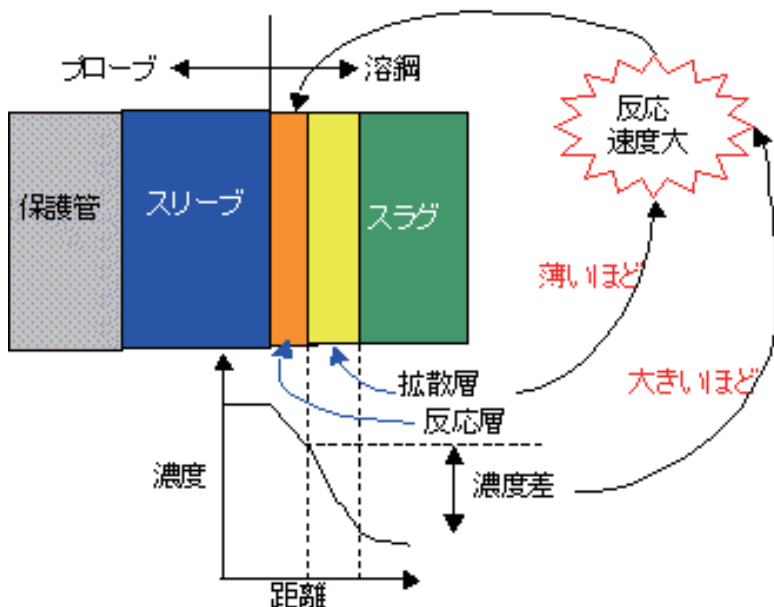 プローブ
溶鋼
反応
速度大
保護管
スリーブ
スラグ
薄いほど
拡散層
大きいほど
反応層
濃度
濃度差
距離